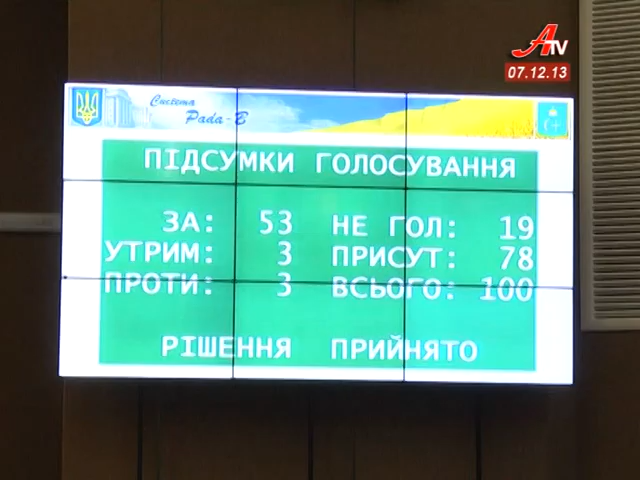 ATV
07.12.13
Система
Рада-В
ПІДСУМКИ ГОЛОСУВАННЯ
ЗА: 53 НЕ ГОЛ: 19
УТРИМ: 3 ПРИСУТ: 78
ПРОТИ: 3 ВСЬОГО: 100
РІШЕННЯ ПРИЙНЯТО